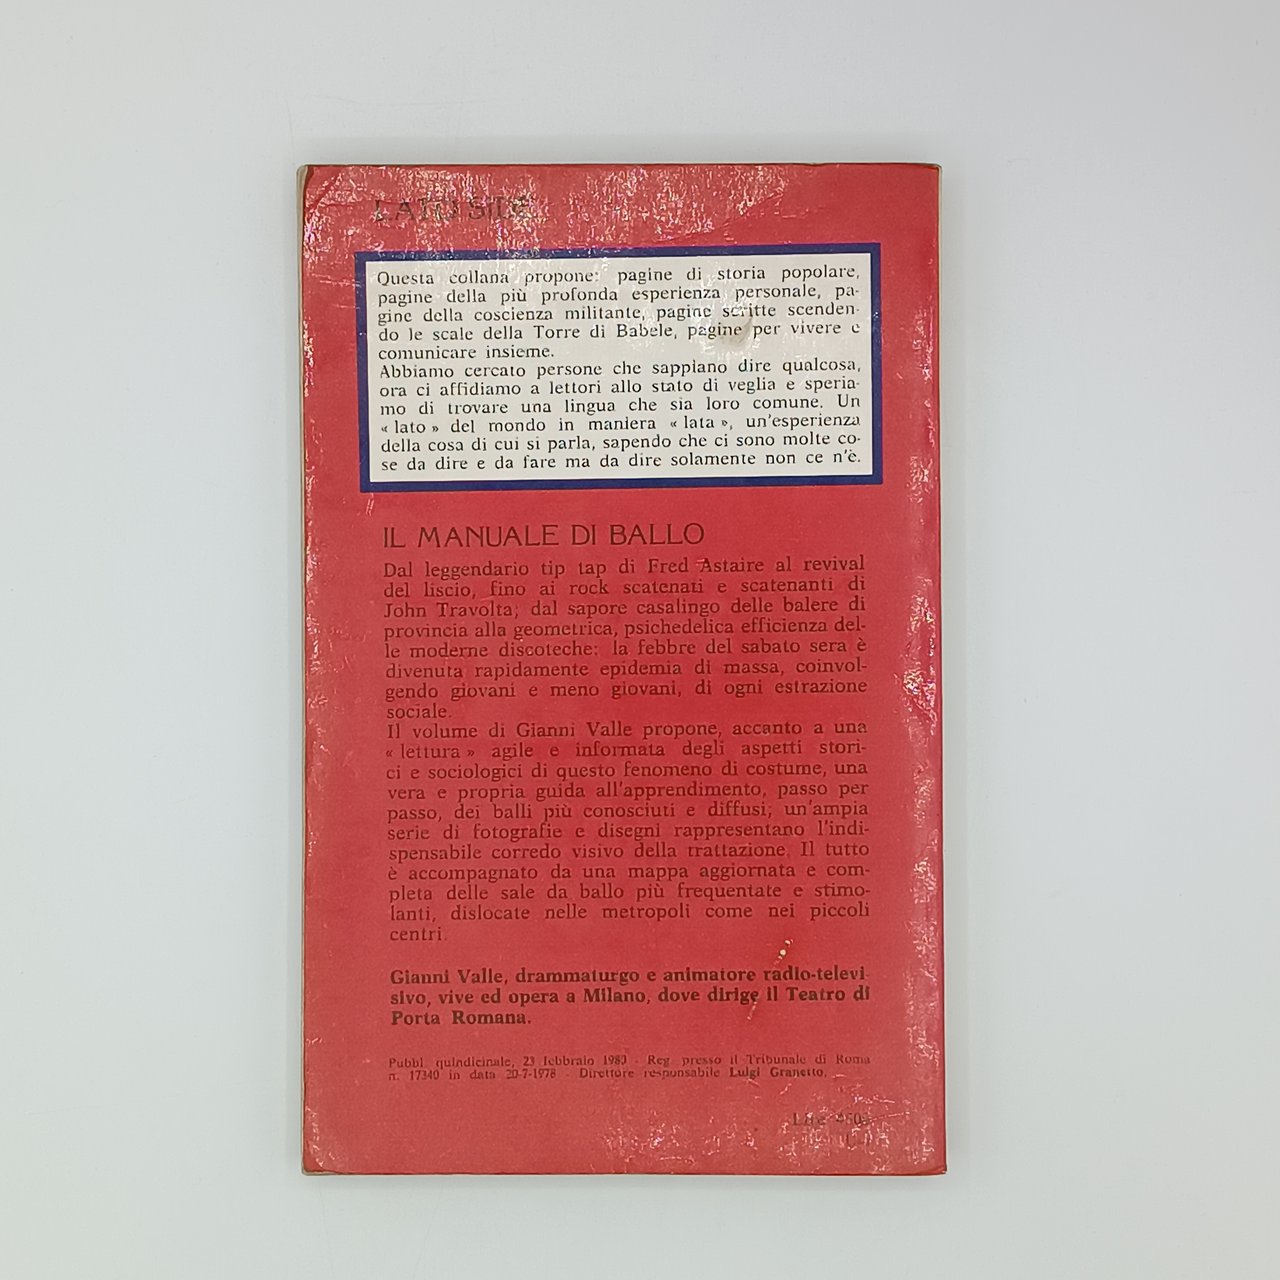 LATO SIDE
Questa collana propone: pagine di storia popolare,
pagine della più profonda esperienza personale, pa-
gine della coscienza militante, pagine scritte scenden-
do le scale della Torre di Babele, pagine per vivere e
comunicare insieme.
Abbiamo cercato persone che sappiano dire qualcosa,
ora ci affidiamo a lettori allo stato di veglia e speria-
mo di trovare una lingua che sia loro comune. Un
« lato » del mondo in maniera « lata », un'esperienza
della cosa di cui si parla, sapendo che ci sono molte co-
se da dire e da fare ma da dire solamente non ce n'è.
IL MANUALE DI BALLO
Dal leggendario tip tap di Fred Astaire al revival
del liscio, fino ai rock scatenati e scatenanti di
John Travolta; dal sapore casalingo delle balere di
provincia alla geometrica, psichedelica efficienza del-
le moderne discoteche: la febbre del sabato sera è
divenuta rapidamente epidemia di massa, coinvol-
gendo giovani e meno giovani, di ogni estrazione
sociale.
Il volume di Gianni Valle propone, accanto a una
« lettura » agile e informata degli aspetti stori-
ci e sociologici di questo fenomeno di costume, una
vera e propria guida all'apprendimento, passo per
passo, dei balli più conosciuti e diffusi; un'ampia
serie di fotografie e disegni rappresentano l'indi-
spensabile corredo visivo della trattazione. Il tutto
è accompagnato da una mappa aggiornata e com-
pleta delle sale da ballo più frequentate e stimo-
lanti, dislocate nelle metropoli come nei piccoli
centri.
Gianni Valle, drammaturgo e animatore radio-televi-
sivo, vive ed opera a Milano, dove dirige il Teatro di
Porta Romana.
Pubbl. quindicinale, 23 febbraio 1980 - Reg. presso il Tribunale di Roma
n. 17340 in data 20-7-1978 - Direttore responsabile Luigi Granetto.
Lire